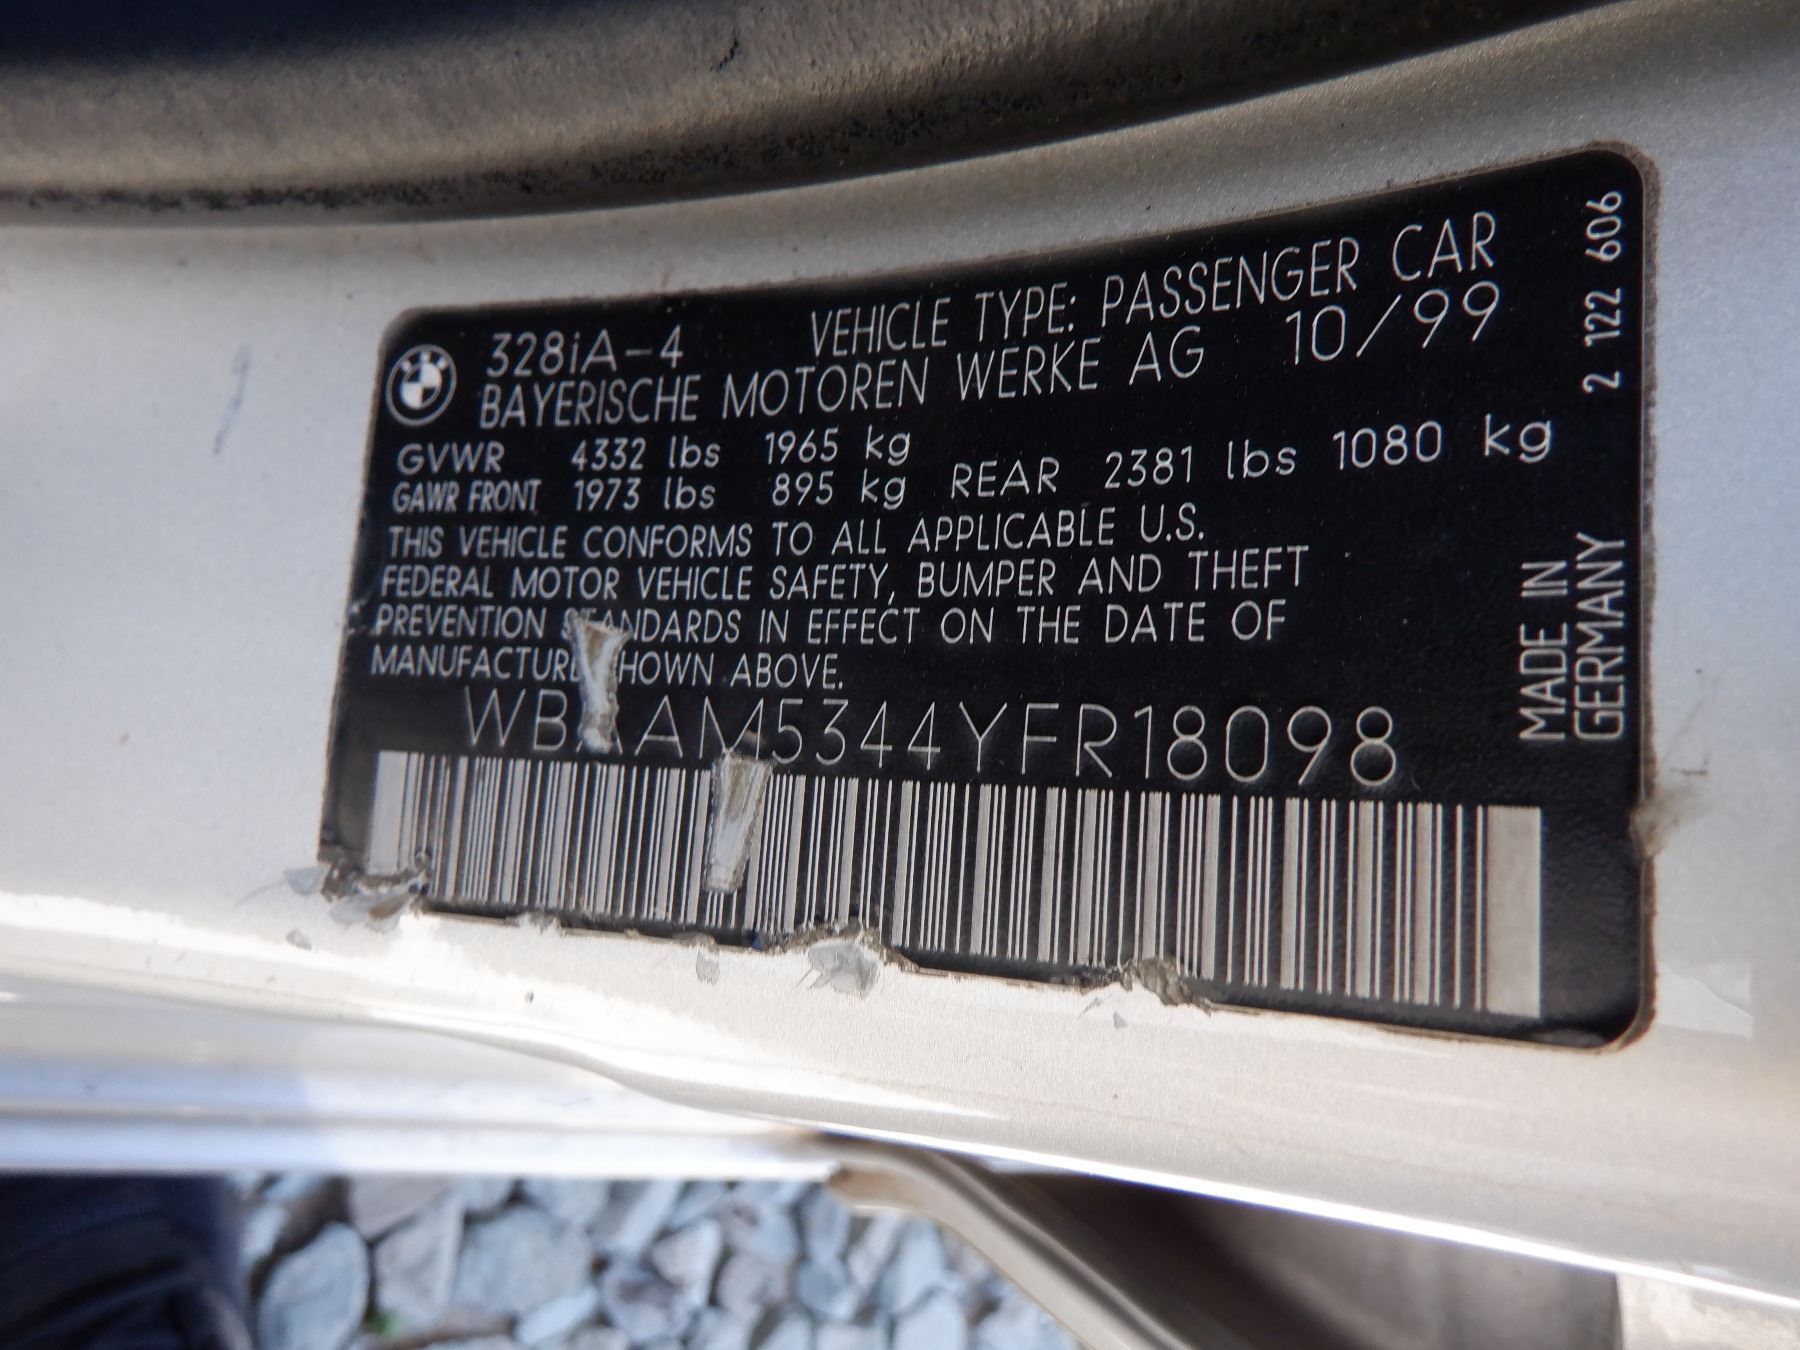 328iA-4 VEHICLE TYPE: PASSENGER CAR
BAYERISCHE MOTOREN WERKE AG 10/99
GVWR 4332 lbs 1965 kg
GAWR FRONT 1973 lbs 895 kg REAR 2381 lbs 1080 kg
THIS VEHICLE CONFORMS TO ALL APPLICABLE U.S.
FEDERAL MOTOR VEHICLE SAFETY, BUMPER AND THEFT
PREVENTION STANDARDS IN EFFECT ON THE DATE OF
MANUFACTURE SHOWN ABOVE.
WBAAM5344YFR18098
MADE IN
GERMANY
2 122 606